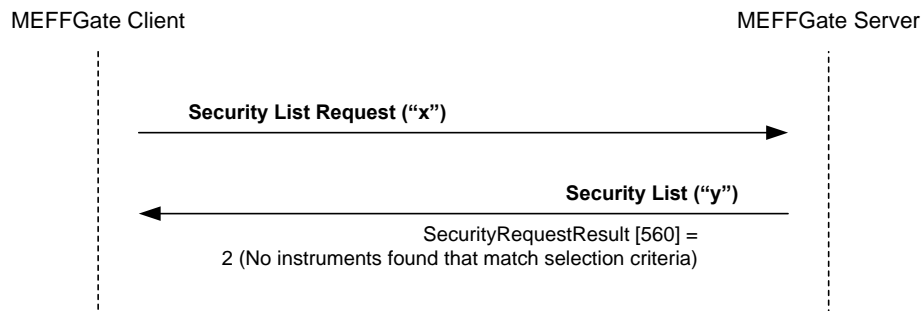 MEFFGate Client
MEFFGate Server
Security List Request (“x”)
Security List (“y”)
SecurityRequestResult [560] =
2 (No instruments found that match selection criteria)